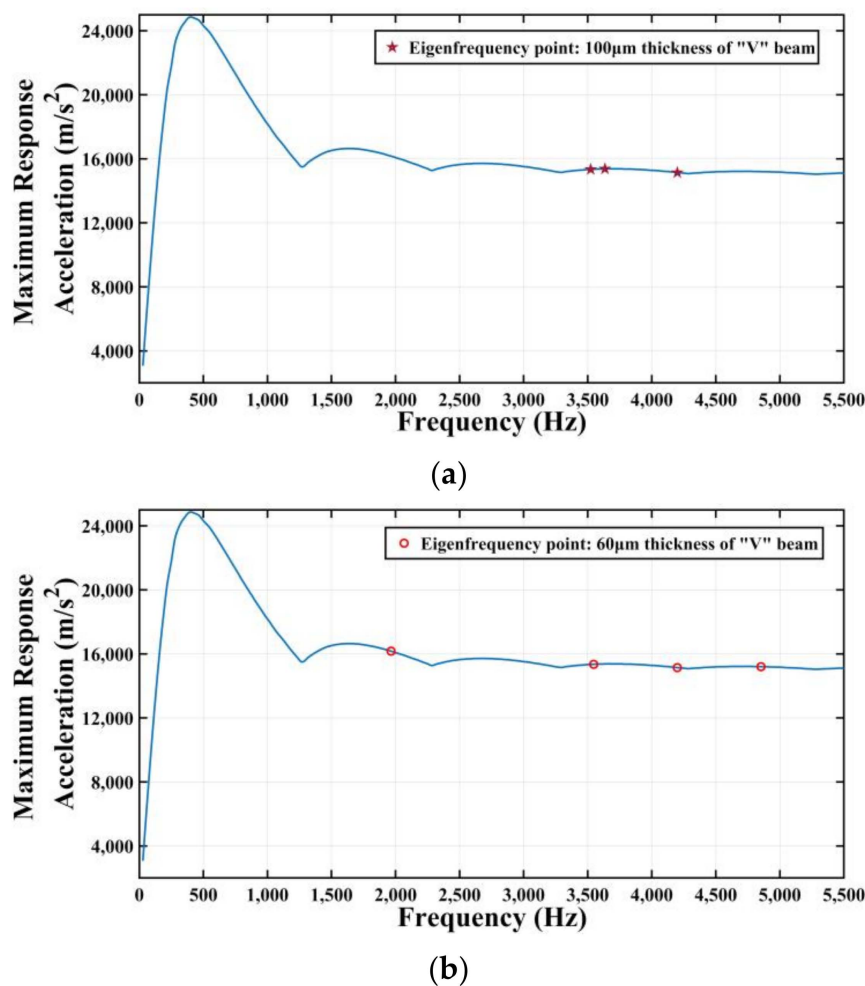 24,000
20,000
16,000
12,000
8,000
4,000
Maximum Response
Acceleration (m/s²)
★ Eigenfrequency point: 100μm thickness of "V" beam
0 500 1,000 1,500 2,000 2,500 3,000 3,500 4,000 4,500 5,000 5,500
Frequency (Hz)
(a)
24,000
20,000
16,000
12,000
8,000
4,000
Maximum Response
Acceleration (m/s²)
Eigenfrequency point: 60μm thickness of "V" beam
0 500 1,000 1,500 2,000 2,500 3,000 3,500 4,000 4,500 5,000 5,500
Frequency (Hz)
(b)